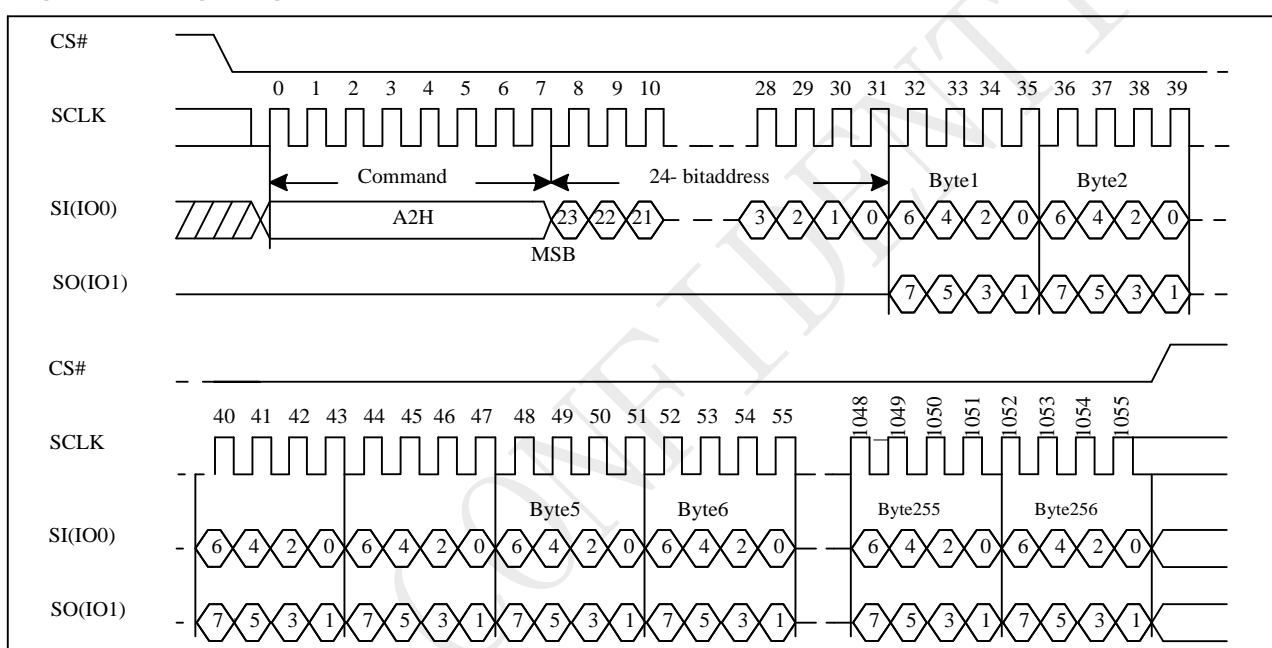 CS#
0 1 2 3 4 5 6 7 8 9 10 28 29 30 31 32 33 34 35 36 37 38 39
SCLK
Command 24- bitaddress Byte1 Byte2
SI(IO0) A2H 23 22 21 3 2 1 0 6 4 2 0 6 4 2 0
MSB
SO(IO1) 7 5 3 1 7 5 3 1
CS#
40 41 42 43 44 45 46 47 48 49 50 51 52 53 54 55 1048 1049 1050 1051 1052 1053 1054 1055
SCLK
Byte5 Byte6 Byte255 Byte256
SI(IO0) 6 4 2 0 6 4 2 0 6 4 2 0 6 4 2 0 6 4 2 0 6 4 2 0
SO(IO1) 7 5 3 1 7 5 3 1 7 5 3 1 7 5 3 1 7 5 3 1 7 5 3 1
CONFIDENT